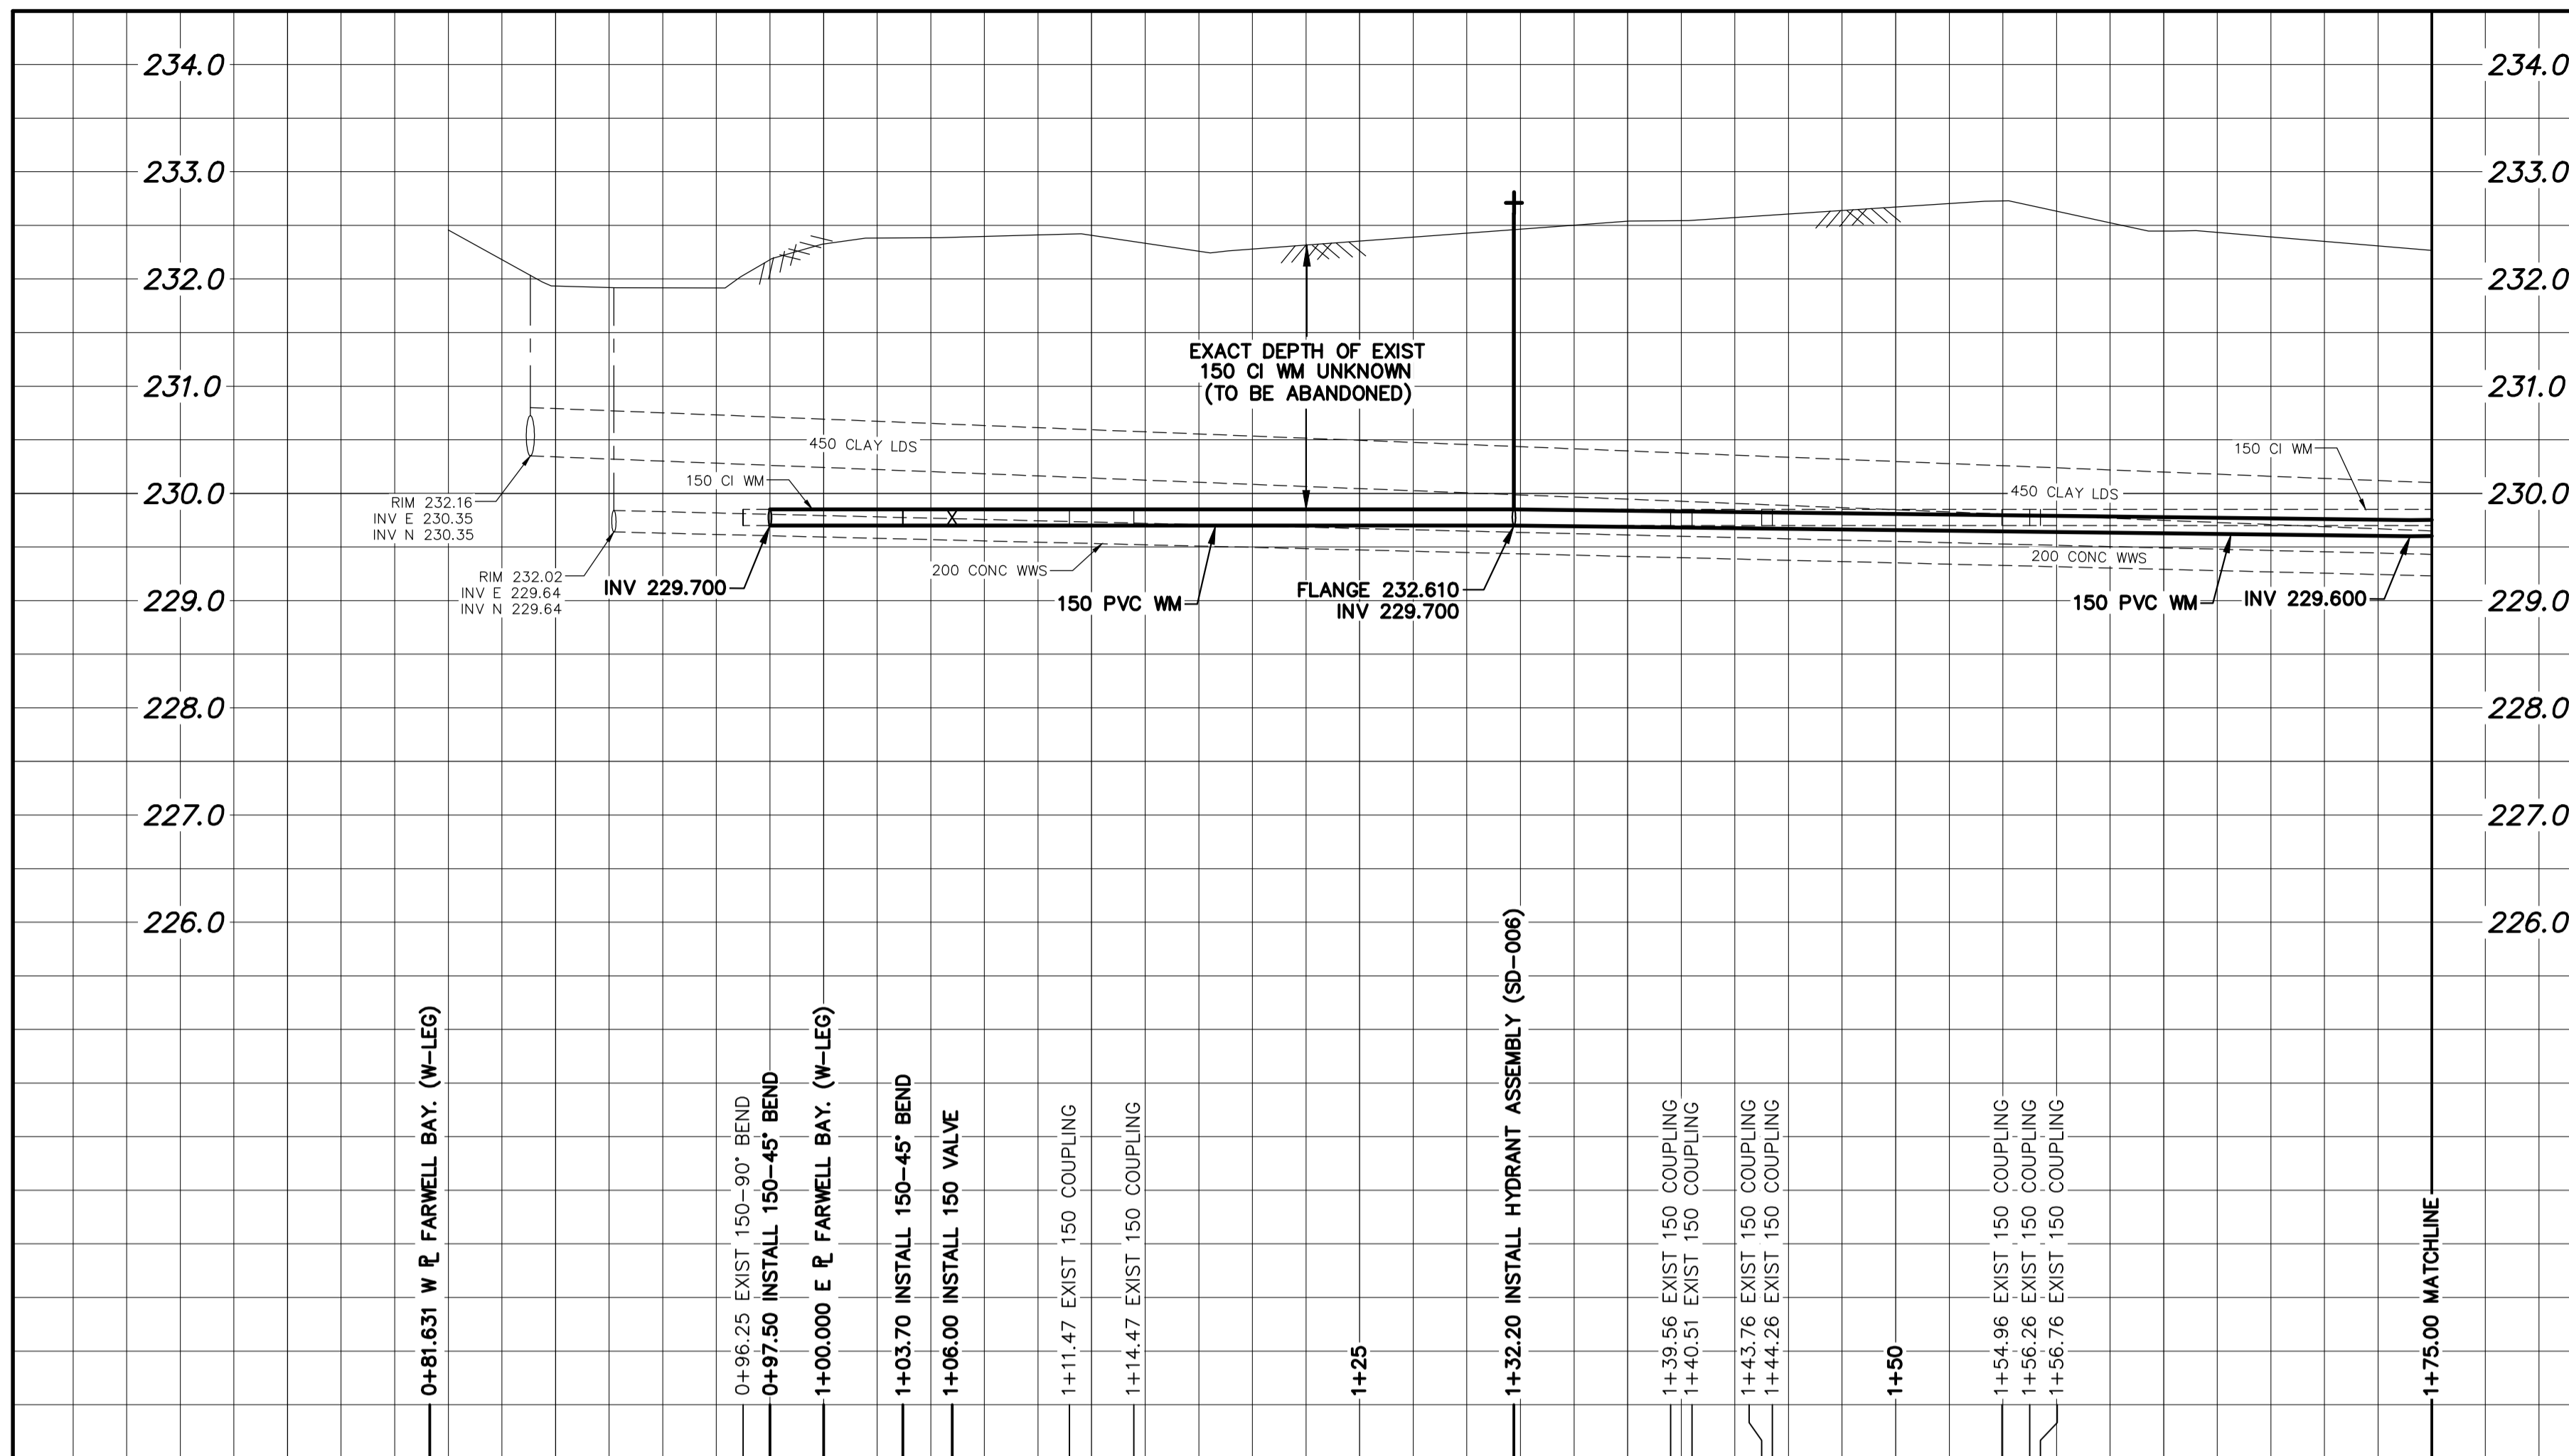 234.0
234.0
233.0
233.0
232.0
232.0
EXACT DEPTH OF EXIST
150 CI WM UNKNOWN
(TO BE ABANDONED)
231.0
231.0
450 CLAY LDS
150 CI WM
150 CI WM
450 CLAY LDS
230.0
230.0
RIM 232.16
INV E 230.35
INV N 230.35
200 CONC WWS
200 CONC WWS
RIM 232.02
INV E 229.64
INV N 229.64
INV 229.700
150 PVC WM
FLANGE 232.610
INV 229.700
150 PVC WM
INV 229.600
229.0
229.0
228.0
228.0
227.0
227.0
226.0
226.0
0+81.631 W ⅊ FARWELL BAY. (W-LEG)
0+96.25 EXIST 150-90° BEND
0+97.50 INSTALL 150-45° BEND
1+00.000 E ⅊ FARWELL BAY. (W-LEG)
1+03.70 INSTALL 150-45° BEND
1+06.00 INSTALL 150 VALVE
1+11.47 EXIST 150 COUPLING
1+14.47 EXIST 150 COUPLING
1+25
1+32.20 INSTALL HYDRANT ASSEMBLY (SD-006)
1+39.56 EXIST 150 COUPLING
1+40.51 EXIST 150 COUPLING
1+43.76 EXIST 150 COUPLING
1+44.26 EXIST 150 COUPLING
1+50
1+54.96 EXIST 150 COUPLING
1+56.26 EXIST 150 COUPLING
1+56.76 EXIST 150 COUPLING
1+75.00 MATCHLINE